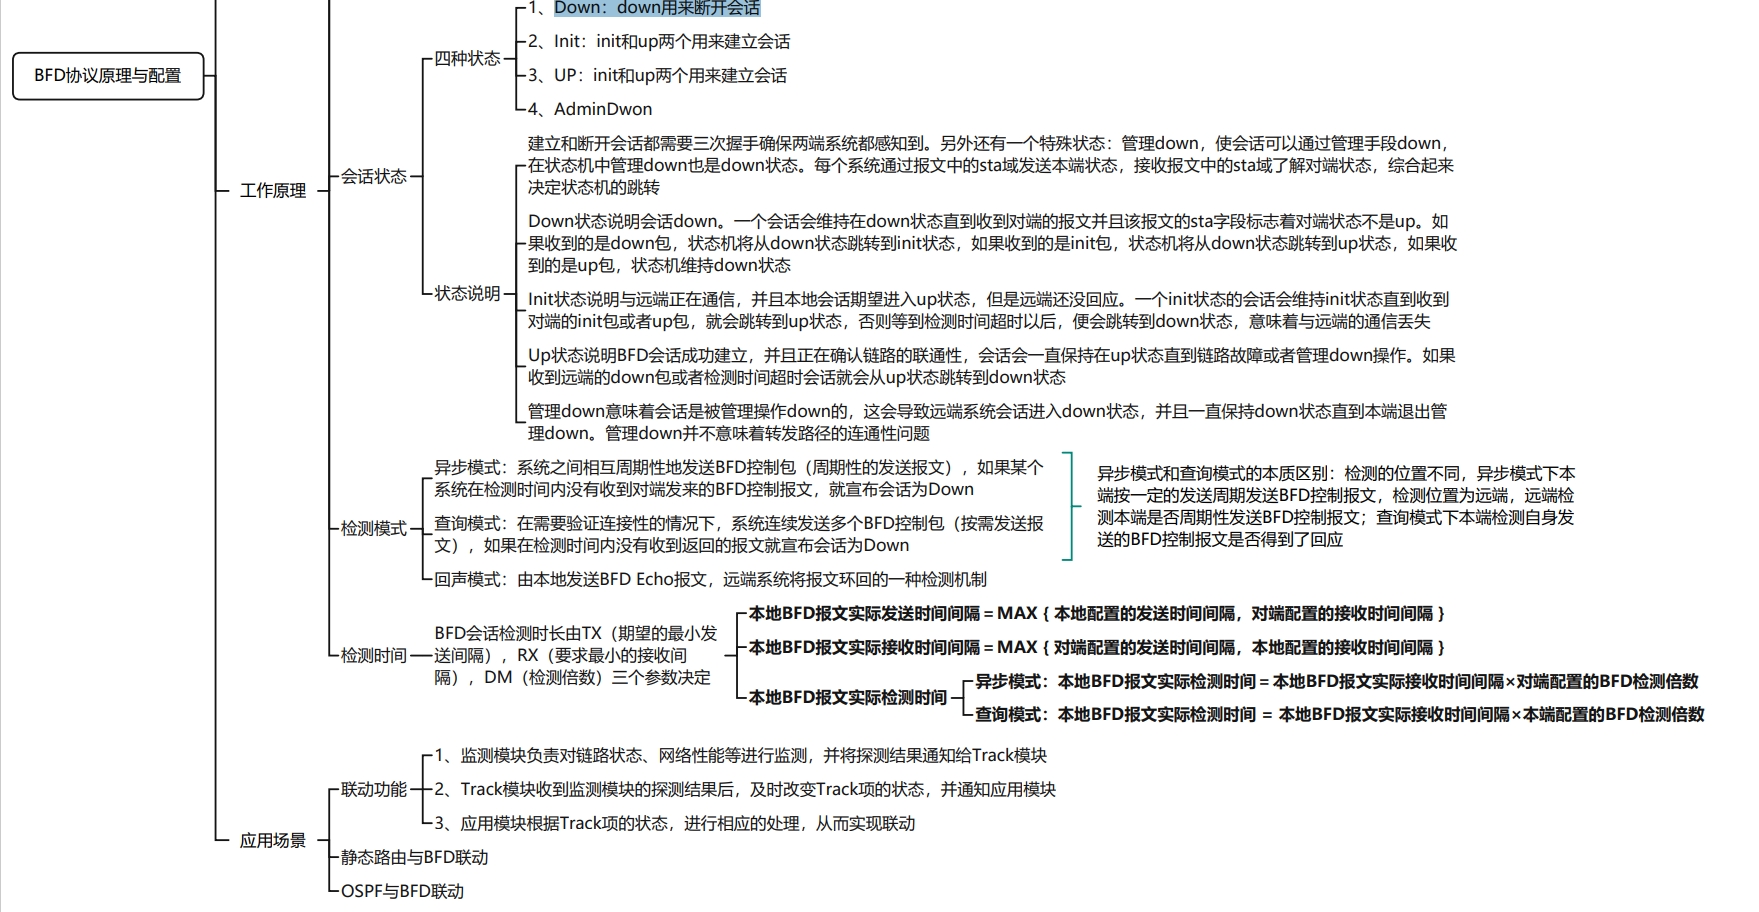 BFD协议原理与配置
工作原理
会话状态
四种状态
1、Down：down用来断开会话
2、Init：init和up两个用来建立会话
3、UP：init和up两个用来建立会话
4、AdminDwon
状态说明
建立和断开会话都需要三次握手确保两端系统都感知到。另外还有一个特殊状态：管理down，使会话可以通过管理手段down，
在状态机中管理down也是down状态。每个系统通过报文中的sta域发送本端状态，接收报文中的sta域了解对端状态，综合起来
决定状态机的跳转
Down状态说明会话down。一个会话会维持在down状态直到收到对端的报文并且该报文的sta字段标志着对端状态不是up。如
果收到的是down包，状态机将从down状态跳转到init状态，如果收到的是init包，状态机将从down状态跳转到up状态，如果收
到的是up包，状态机维持down状态
Init状态说明与远端正在通信，并且本地会话期望进入up状态，但是远端还没回应。一个init状态的会话会维持init状态直到收到
对端的init包或者up包，就会跳转到up状态，否则等到检测时间超时以后，便会跳转到down状态，意味着与远端的通信丢失
Up状态说明BFD会话成功建立，并且正在确认链路的联通性，会话会一直保持在up状态直到链路故障或者管理down操作。如果
收到远端的down包或者检测时间超时会话就会从up状态跳转到down状态
管理down意味着会话是被管理操作down的，这会导致远端系统会话进入down状态，并且一直保持down状态直到本端退出管
理down。管理down并不意味着转发路径的连通性问题
检测模式
异步模式：系统之间相互周期性地发送BFD控制包（周期性的发送报文），如果某个
系统在检测时间内没有收到对端发来的BFD控制报文，就宣布会话为Down
查询模式：在需要验证连接性的情况下，系统连续发送多个BFD控制包（按需发送报
文），如果在检测时间内没有收到返回的报文就宣布会话为Down
回声模式：由本地发送BFD Echo报文，远端系统将报文环回的一种检测机制
异步模式和查询模式的本质区别：检测的位置不同，异步模式下本
端按一定的发送周期发送BFD控制报文，检测位置为远端，远端检
测本端是否周期性发送BFD控制报文；查询模式下本端检测自身发
送的BFD控制报文是否得到了回应
检测时间
BFD会话检测时长由TX（期望的最小发
送间隔），RX（要求最小的接收间
隔），DM（检测倍数）三个参数决定
本地BFD报文实际发送时间间隔＝MAX { 本地配置的发送时间间隔，对端配置的接收时间间隔 }
本地BFD报文实际接收时间间隔＝MAX { 对端配置的发送时间间隔，本地配置的接收时间间隔 }
本地BFD报文实际检测时间
异步模式：本地BFD报文实际检测时间＝本地BFD报文实际接收时间间隔×对端配置的BFD检测倍数
查询模式：本地BFD报文实际检测时间 ＝ 本地BFD报文实际接收时间间隔×本端配置的BFD检测倍数
应用场景
联动功能
1、监测模块负责对链路状态、网络性能等进行监测，并将探测结果通知给Track模块
2、Track模块收到监测模块的探测结果后，及时改变Track项的状态，并通知应用模块
3、应用模块根据Track项的状态，进行相应的处理，从而实现联动
静态路由与BFD联动
OSPF与BFD联动